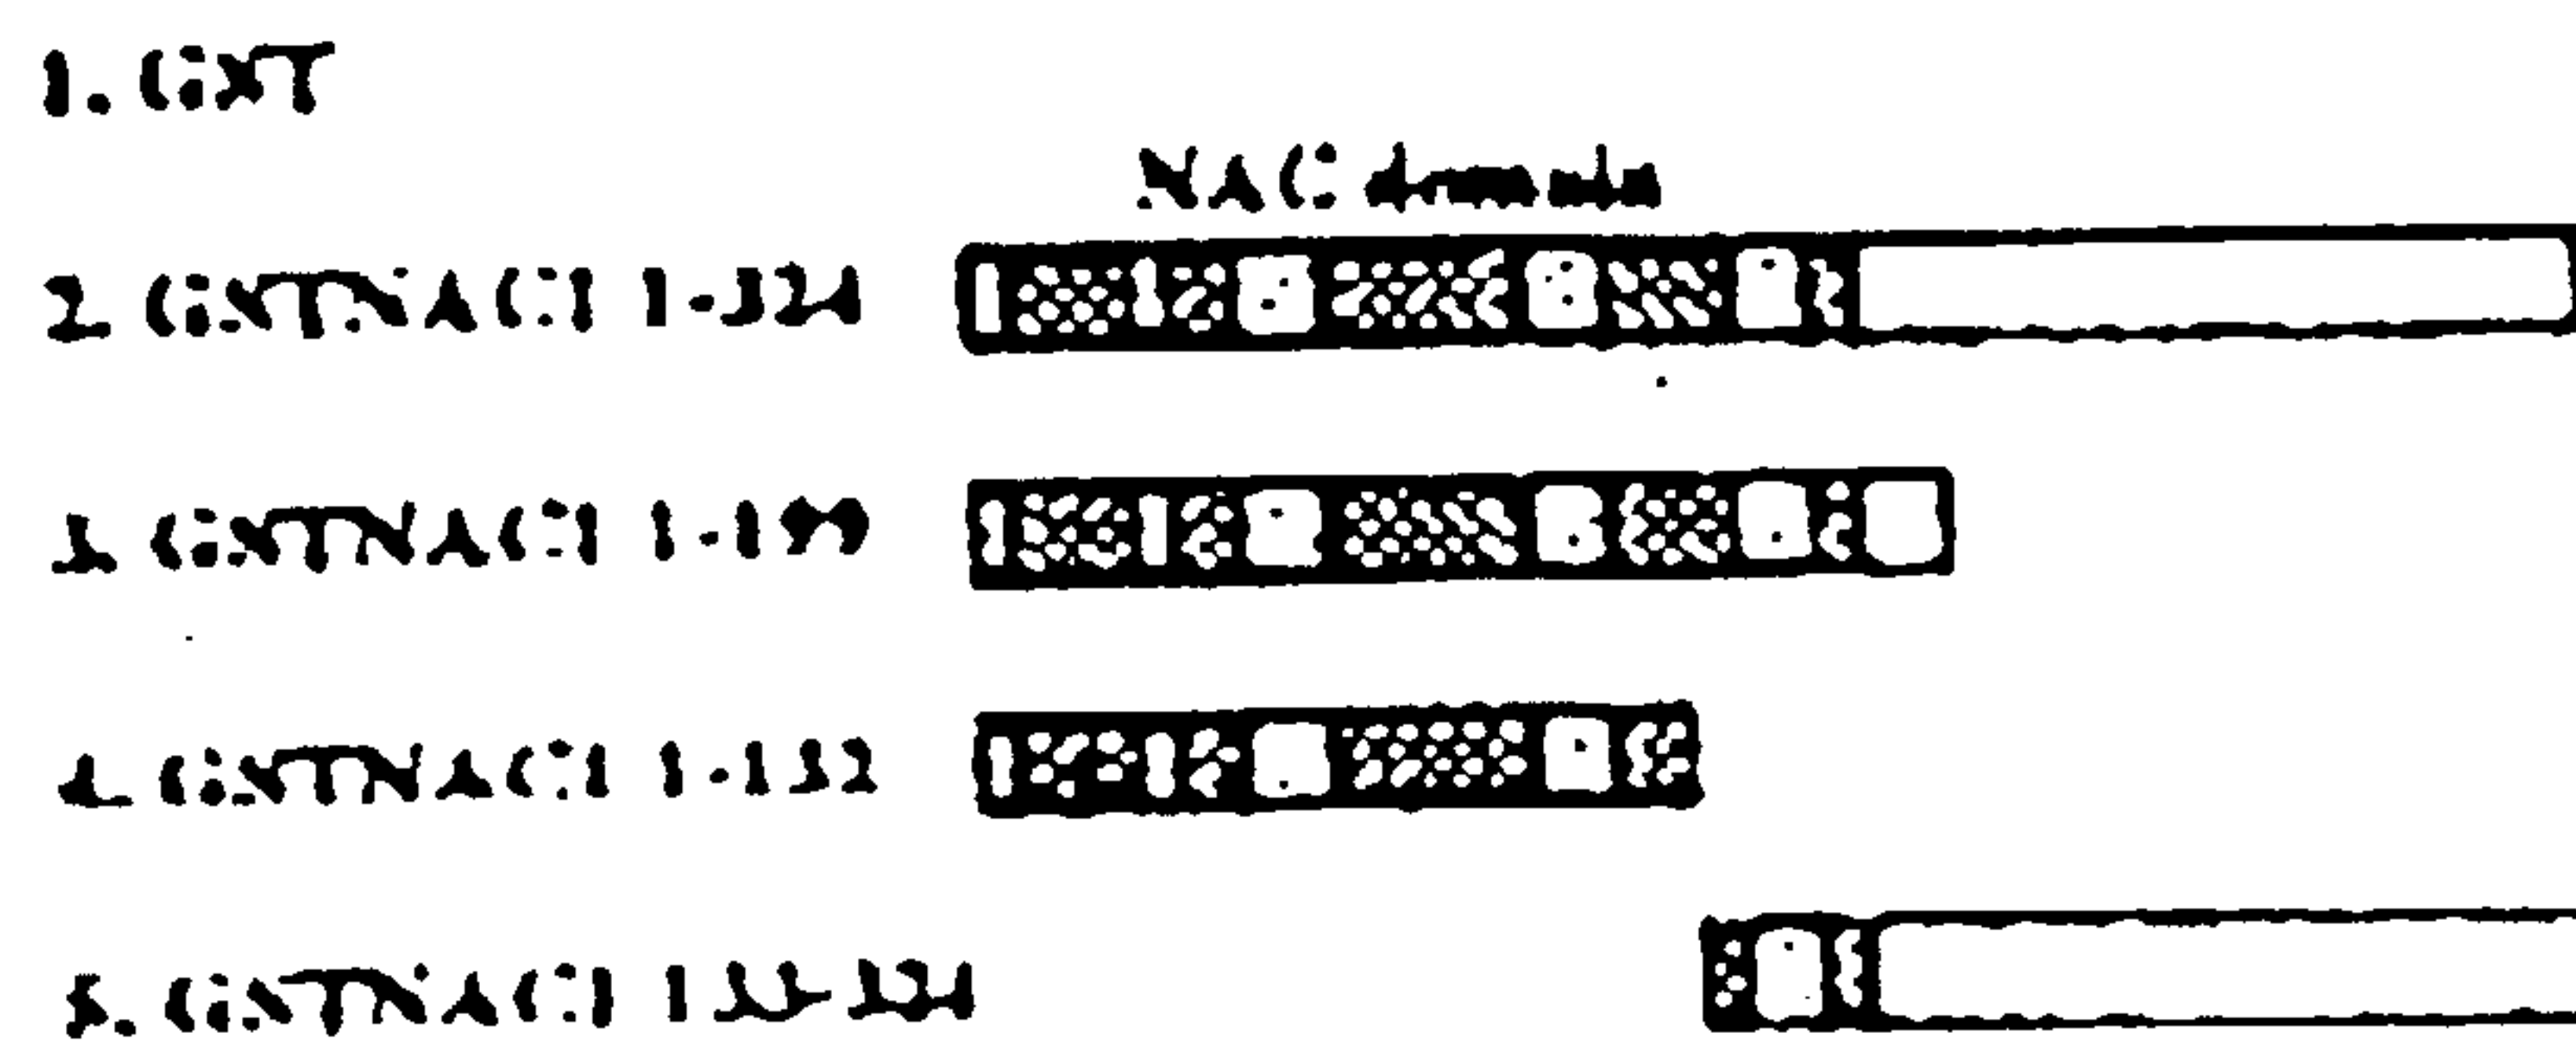 1. GST
NAC domain
2. GSTNAC1 1-324
3. GSTNAC1 1-199
4. GSTNAC1 1-132
5. GSTNAC1 133-324